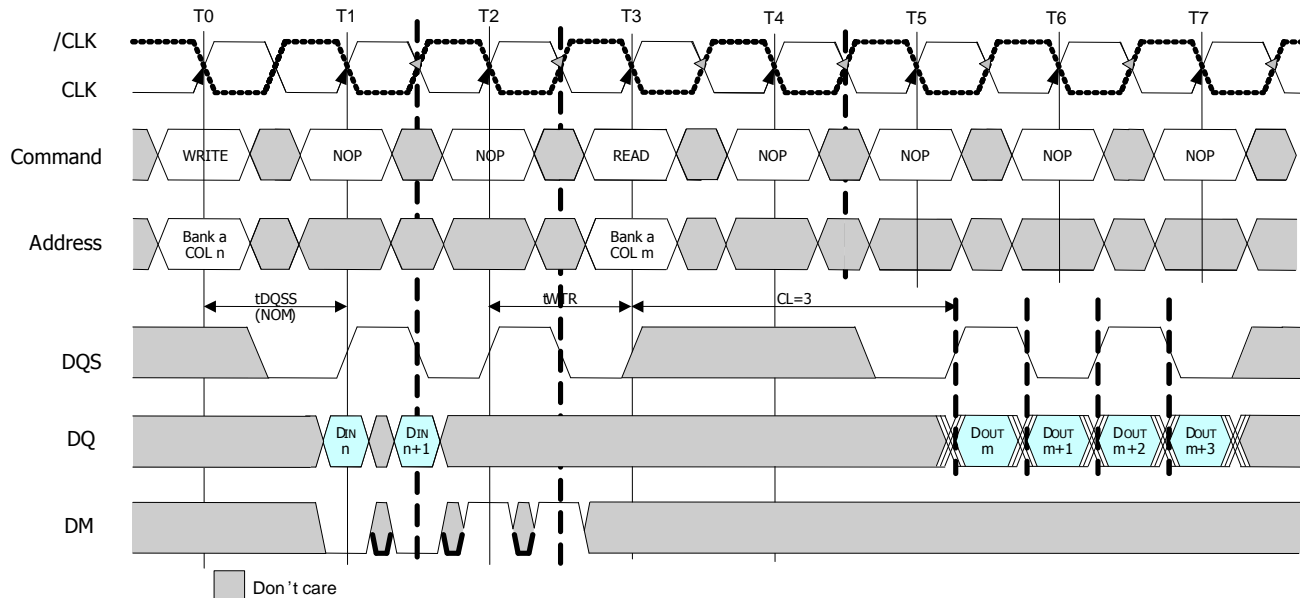 T0 T1 T2 T3 T4 T5 T6 T7
/CLK
CLK
Command WRITE NOP NOP READ NOP NOP NOP NOP
Address Bank a COL n Bank a COL m
tDQSS
(NOM)
tWTR
CL=3
DQS
DQ DIN n DIN n+1 DOUT m DOUT m+1 DOUT m+2 DOUT m+3
DM
Don't care